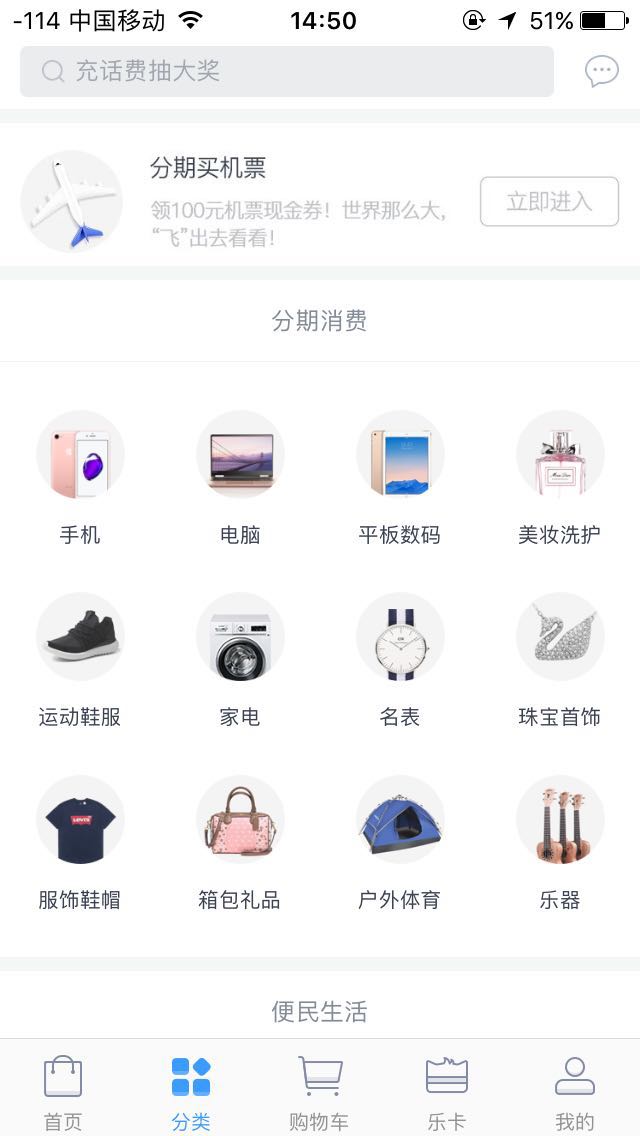 -114 中国移动 14:50 51%
充话费抽大奖
分期买机票
领100元机票现金券！世界那么大，
“飞”出去看看！
立即进入
分期消费
手机 电脑 平板数码 美妆洗护
运动鞋服 家电 名表 珠宝首饰
Levi's
服饰鞋帽 箱包礼品 户外体育 乐器
便民生活
首页 分类 购物车 乐卡 我的